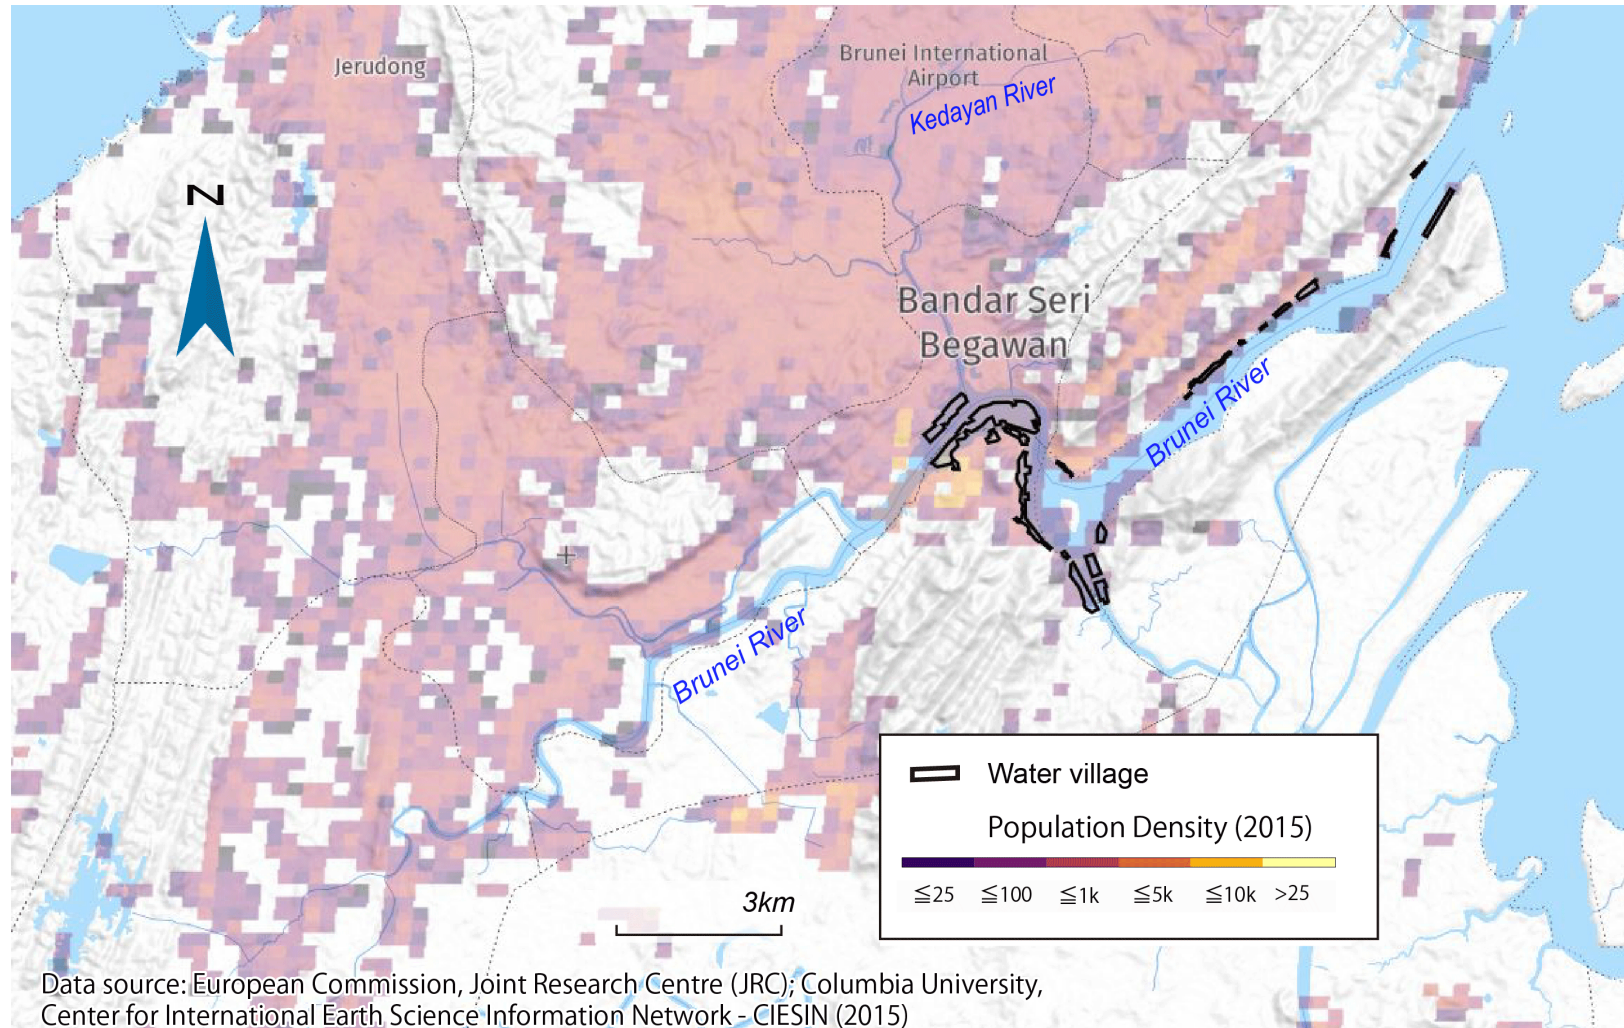 Jerudong
Brunei International
Airport
Kedayan River
N
Bandar Seri
Begawan
Brunei River
Brunei River
Water village
Population Density (2015)
≦25 ≦100 ≦1k ≦5k ≦10k >25
3km
Data source: European Commission, Joint Research Centre (JRC); Columbia University,
Center for International Earth Science Information Network - CIESIN (2015)